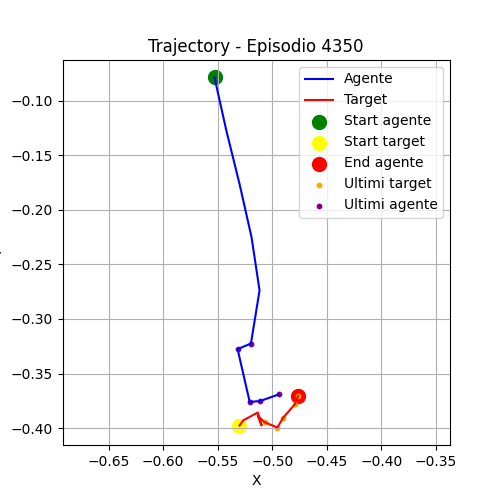 Trajectory - Episodio 4350
Agente
Target
Start agente
Start target
End agente
Ultimi target
Ultimi agente
−0.10
−0.15
−0.20
−0.25
−0.30
−0.35
−0.40
−0.65
−0.60
−0.55
−0.50
−0.45
−0.40
−0.35
X